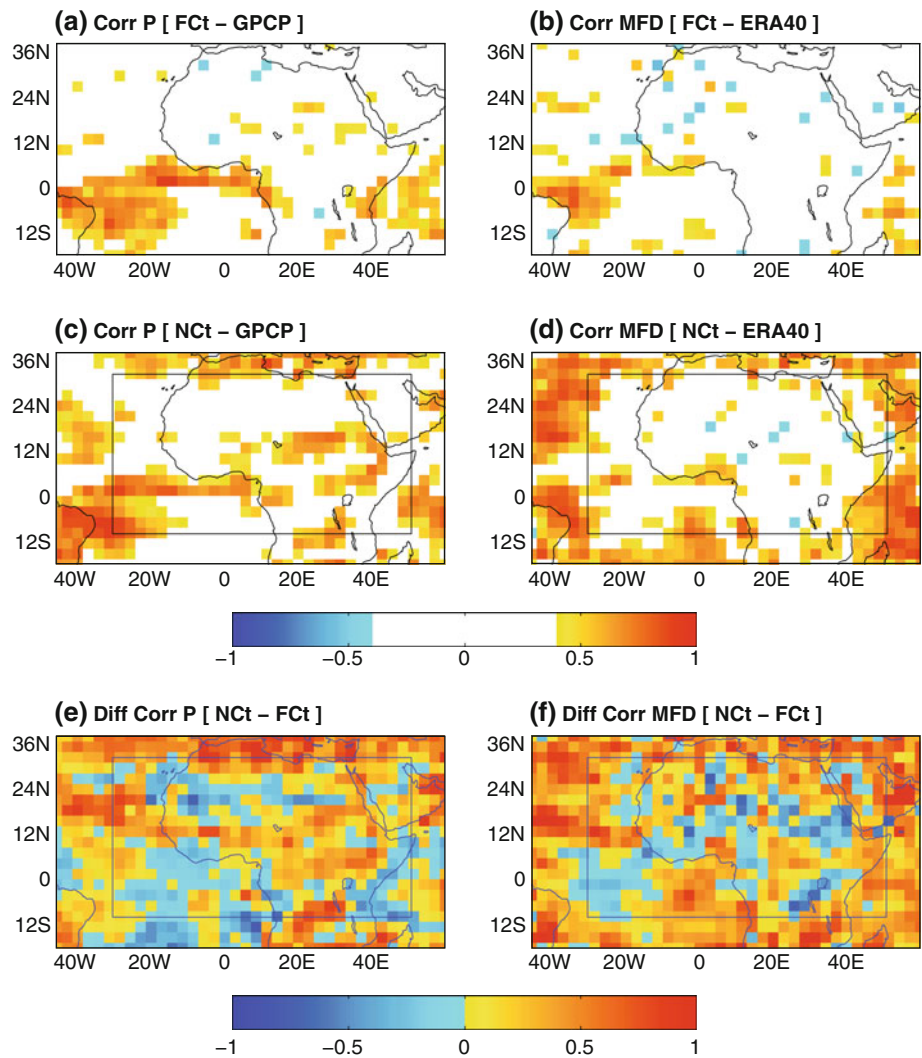 (a) Corr P [ FCt – GPCP ]
(b) Corr MFD [ FCt – ERA40 ]
36N
24N
12N
0
12S
40W 20W 0 20E 40E
36N
24N
12N
0
12S
40W 20W 0 20E 40E
(c) Corr P [ NCt – GPCP ]
(d) Corr MFD [ NCt – ERA40 ]
36N
24N
12N
0
12S
40W 20W 0 20E 40E
36N
24N
12N
0
12S
40W 20W 0 20E 40E
−1 −0.5 0 0.5 1
(e) Diff Corr P [ NCt – FCt ]
(f) Diff Corr MFD [ NCt – FCt ]
36N
24N
12N
0
12S
40W 20W 0 20E 40E
36N
24N
12N
0
12S
40W 20W 0 20E 40E
−1 −0.5 0 0.5 1